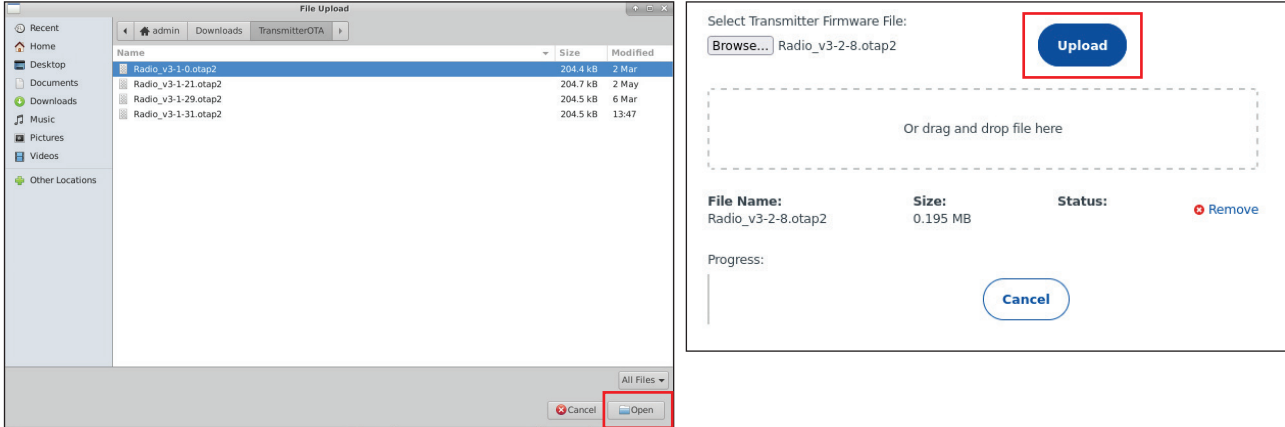 File Upload
Recent
Home
Desktop
Documents
Downloads
Music
Pictures
Videos
Other Locations
admin Downloads TransmitterOTA
Name Size Modified
Radio_v3-1-0.otap2 204.4 kB 2 Mar
Radio_v3-1-21.otap2 204.7 kB 2 May
Radio_v3-1-29.otap2 204.5 kB 6 Mar
Radio_v3-1-31.otap2 204.5 kB 13:47
All Files
Cancel Open
Select Transmitter Firmware File:
Browse... Radio_v3-2-8.otap2
Upload
Or drag and drop file here
File Name: Size: Status:
Radio_v3-2-8.otap2 0.195 MB Remove
Progress:
Cancel